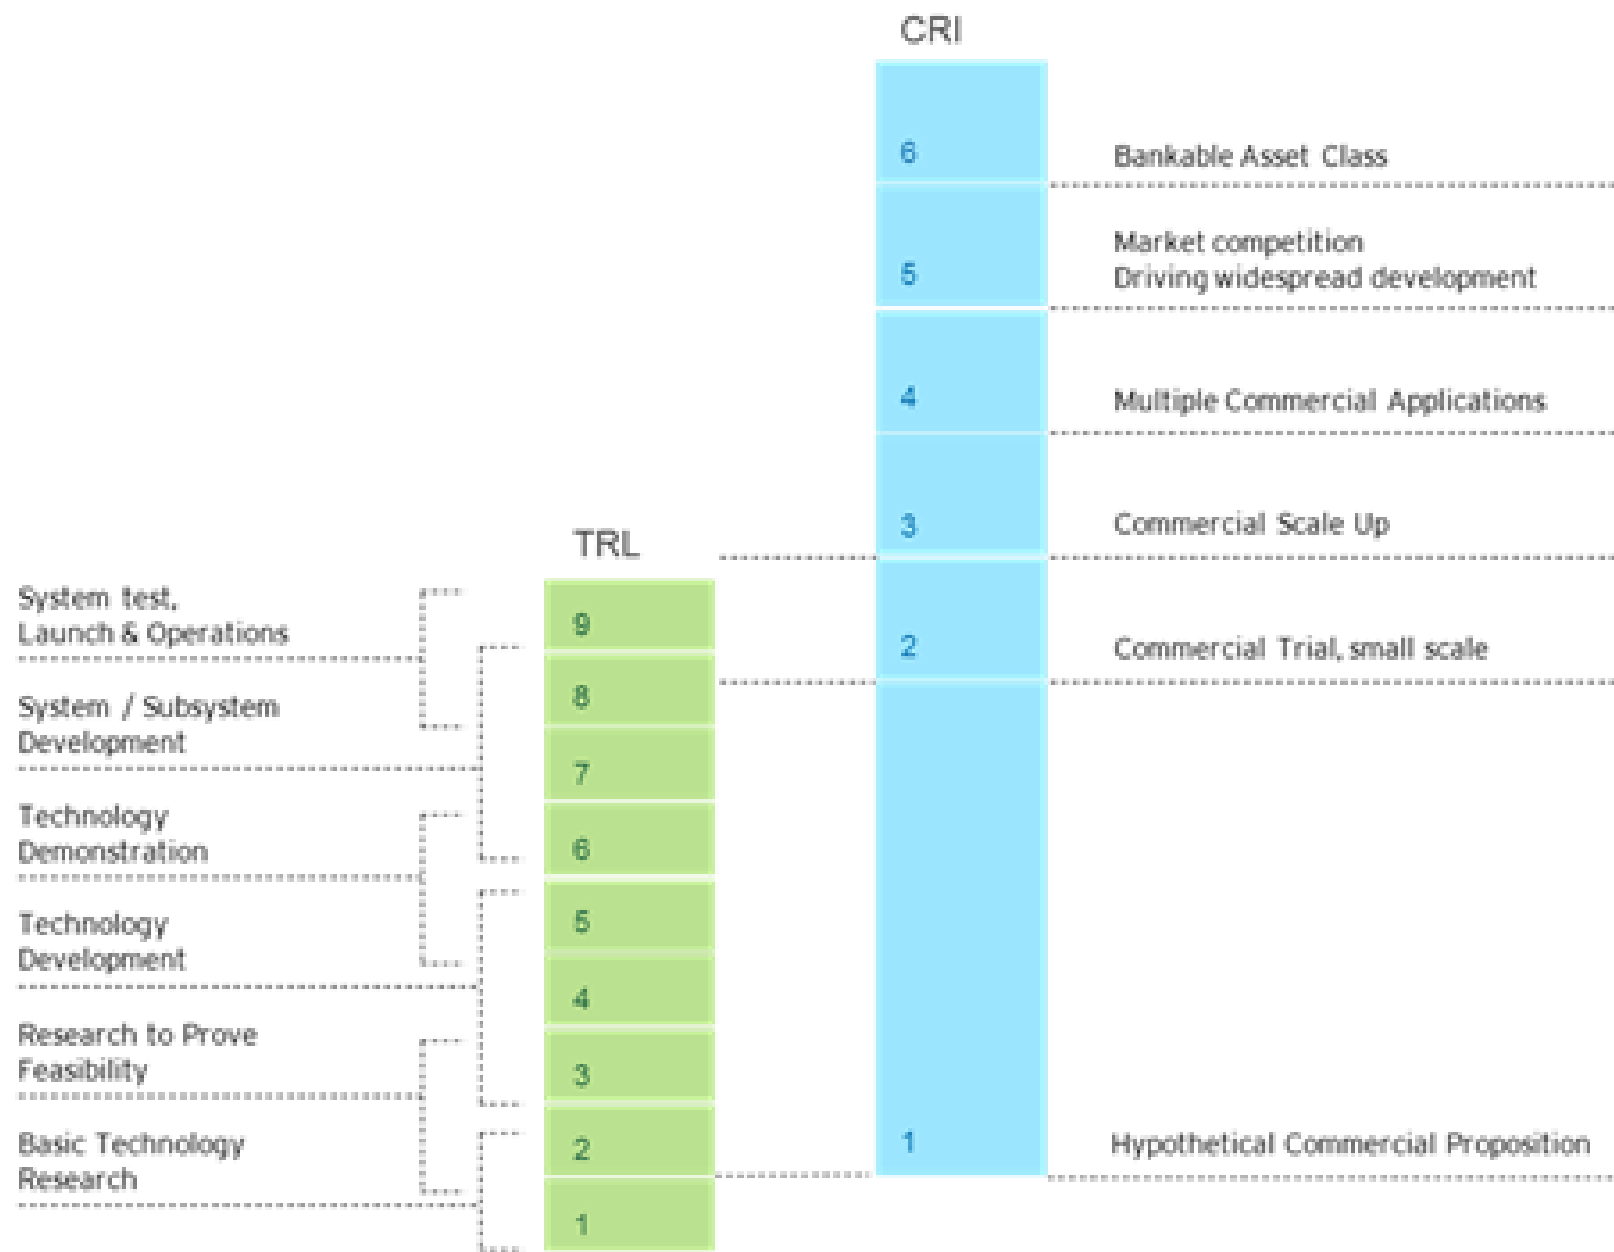 CRI
6
Bankable Asset Class
Market competition
5
Driving widespread development
4
Multiple Commercial Applications
3
Commercial Scale Up
2
Commercial Trial, small scale
1
Hypothetical Commercial Proposition
TRL
9
8
7
6
5
4
3
2
1
System test,
Launch & Operations
System / Subsystem
Development
Technology
Demonstration
Technology
Development
Research to Prove
Feasibility
Basic Technology
Research